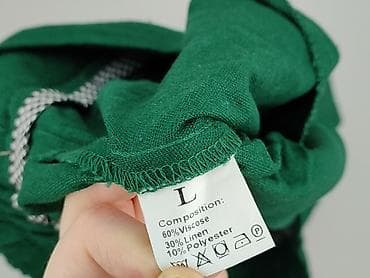 L
Composition:
60%Viscose
30%Linen
10%Polyester